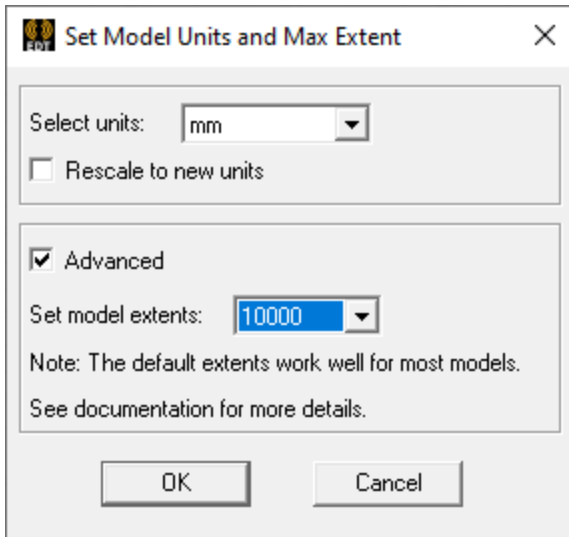 EDT
Set Model Units and Max Extent
Select units: mm
Rescale to new units
Advanced
Set model extents: 10000
Note: The default extents work well for most models.
See documentation for more details.
OK Cancel